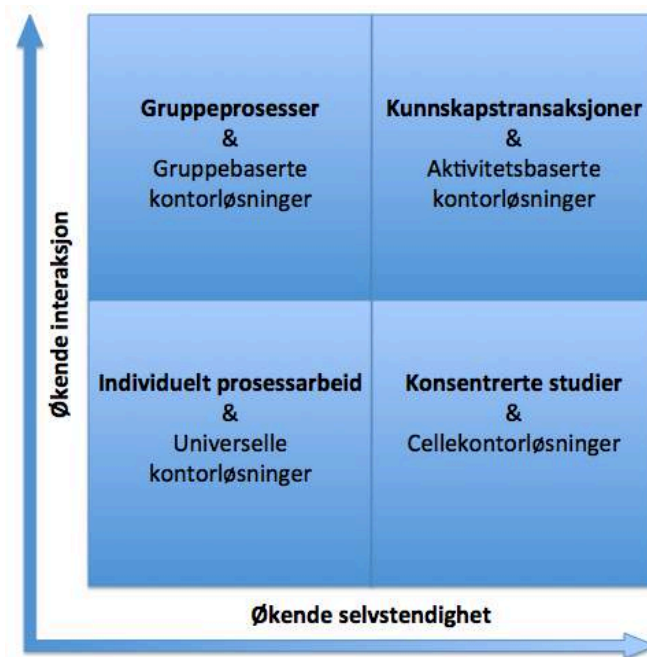 Gruppeprosesser
&
Gruppebaserte
kontorløsninger
Kunnskapstransaksjoner
&
Aktivitetsbaserte
kontorløsninger
Økende interaksjon
Individuelt prosessarbeid
&
Universelle
kontorløsninger
Konsentrerte studier
&
Cellekontorløsninger
Økende selvstendighet